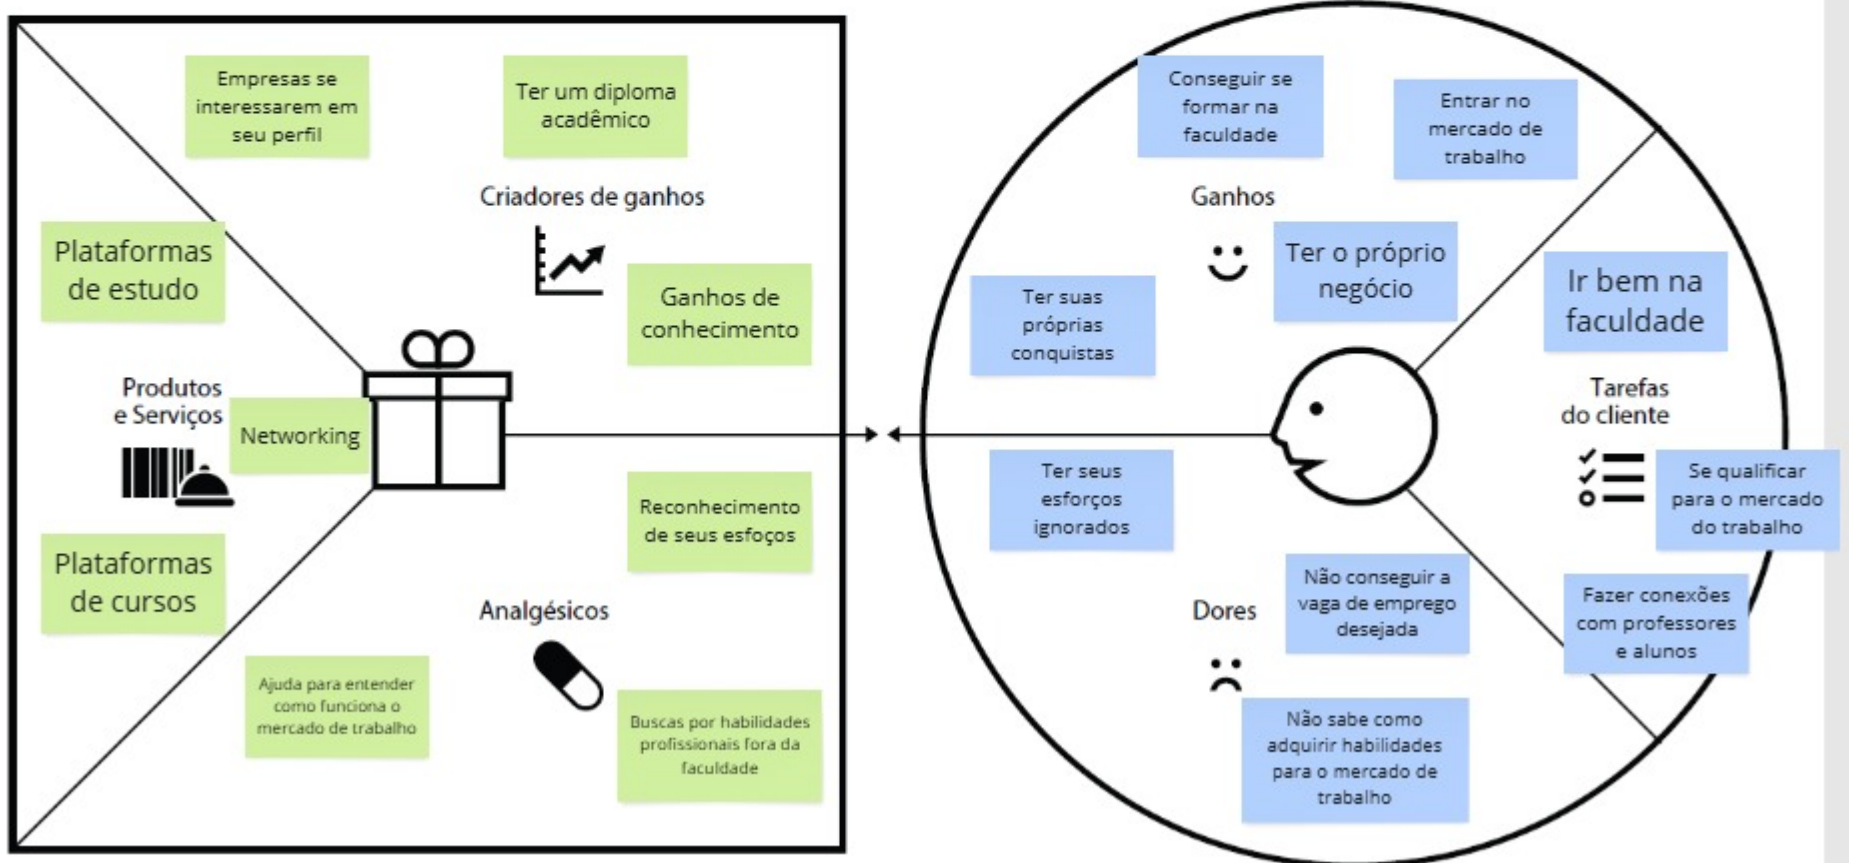 Empresas se
interessarem em
seu perfil
Ter um diploma
acadêmico
Criadores de ganhos
Plataformas
de estudo
Ganhos de
conhecimento
Produtos
e Serviços
Networking
Reconhecimento
de seus esfoços
Plataformas
de cursos
Analgésicos
Ajuda para entender
como funciona o
mercado de trabalho
Buscas por habilidades
profissionais fora da
faculdade
Conseguir se
formar na
faculdade
Entrar no
mercado de
trabalho
Ganhos
Ter o próprio
negócio
Ter suas
próprias
conquistas
Ir bem na
faculdade
Tarefas
do cliente
Ter seus
esforços
ignorados
Se qualificar
para o mercado
do trabalho
Não conseguir a
vaga de emprego
desejada
Dores
Fazer conexões
com professores
e alunos
Não sabe como
adquirir habilidades
para o mercado de
trabalho